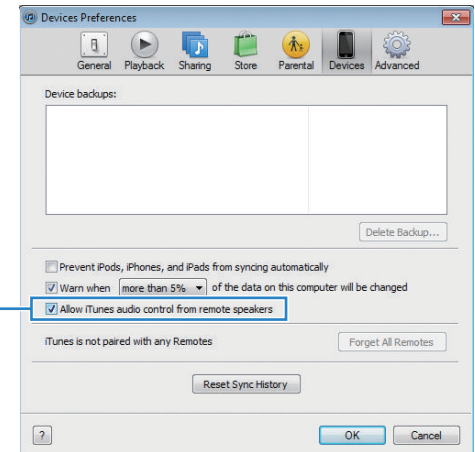 Devices Preferences
General Playback Sharing Store Parental Devices Advanced
Device backups:
Delete Backup...
Prevent iPods, iPhones, and iPads from syncing automatically
Warn when more than 5% of the data on this computer will be changed
Allow iTunes audio control from remote speakers
iTunes is not paired with any Remotes Forget All Remotes
Reset Sync History
? OK Cancel